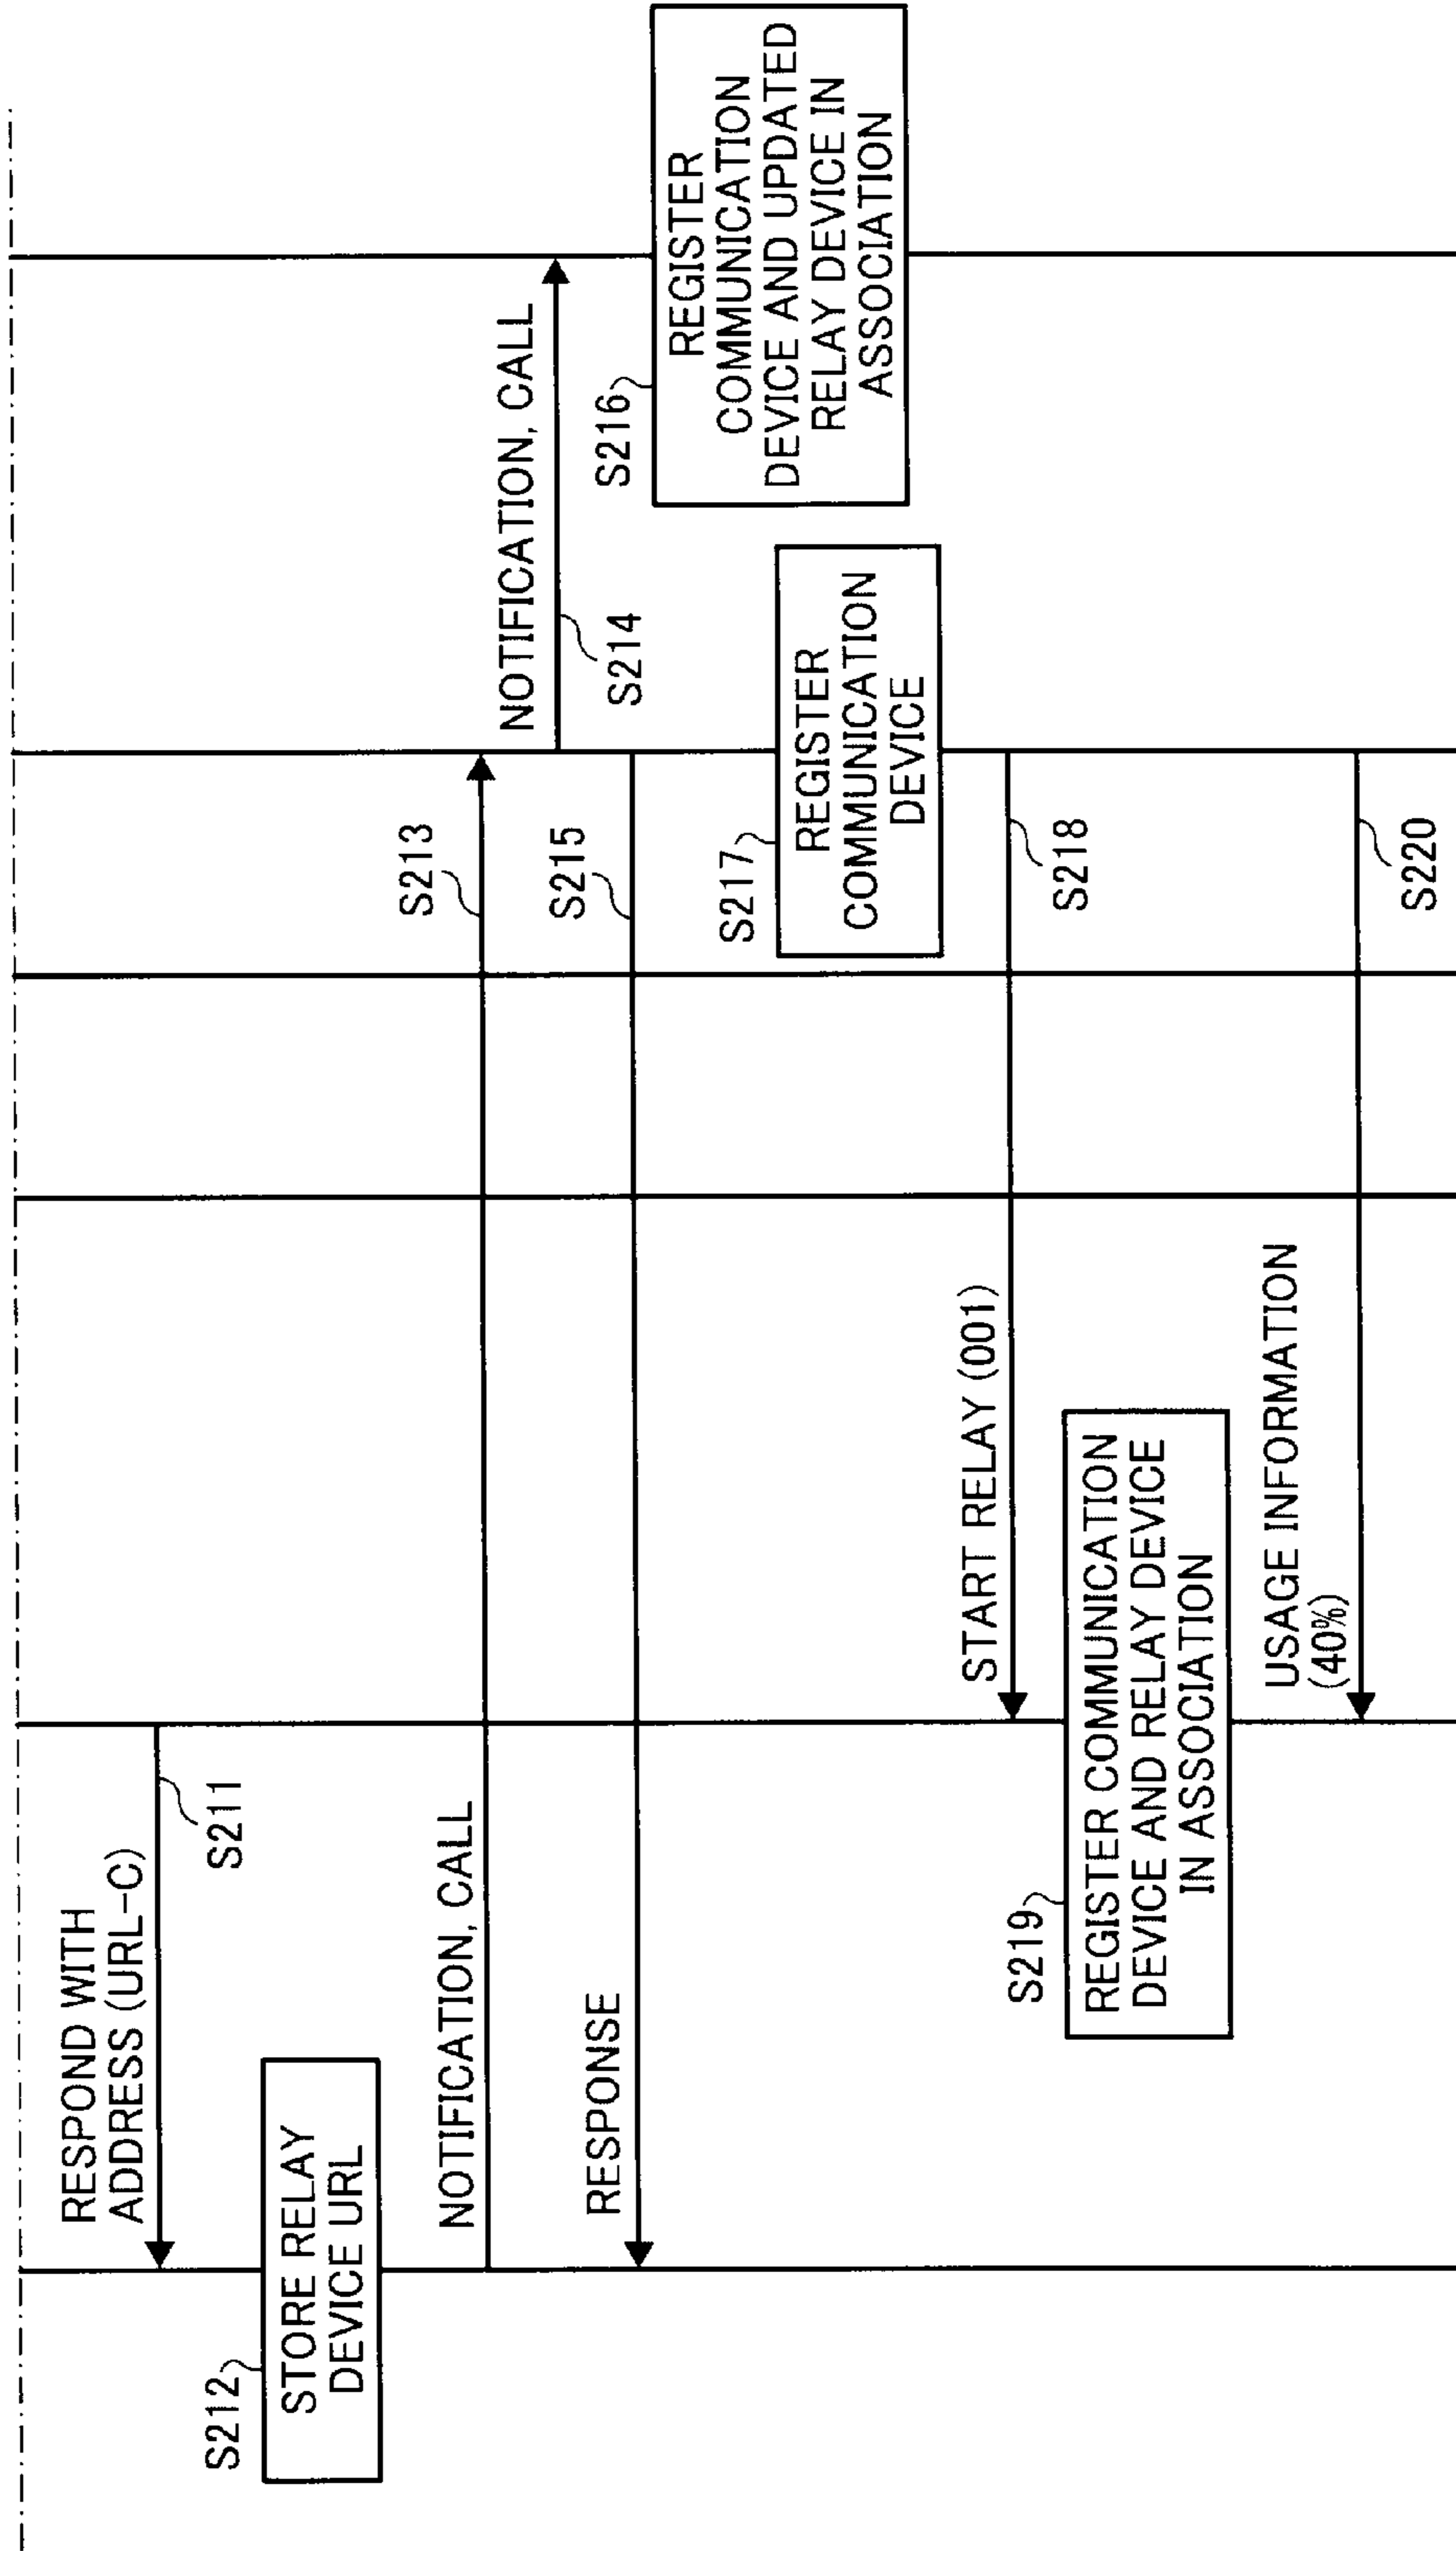 RESPOND WITH
ADDRESS (URL-C)
S211
S212
STORE RELAY
DEVICE URL
NOTIFICATION, CALL
S213
NOTIFICATION, CALL
S214
RESPONSE
S215
S216
REGISTER
COMMUNICATION
DEVICE AND UPDATED
RELAY DEVICE IN
ASSOCIATION
S217
REGISTER
COMMUNICATION
DEVICE
START RELAY (001)
S218
S219
REGISTER COMMUNICATION
DEVICE AND RELAY DEVICE
IN ASSOCIATION
USAGE INFORMATION
(40%)
S220